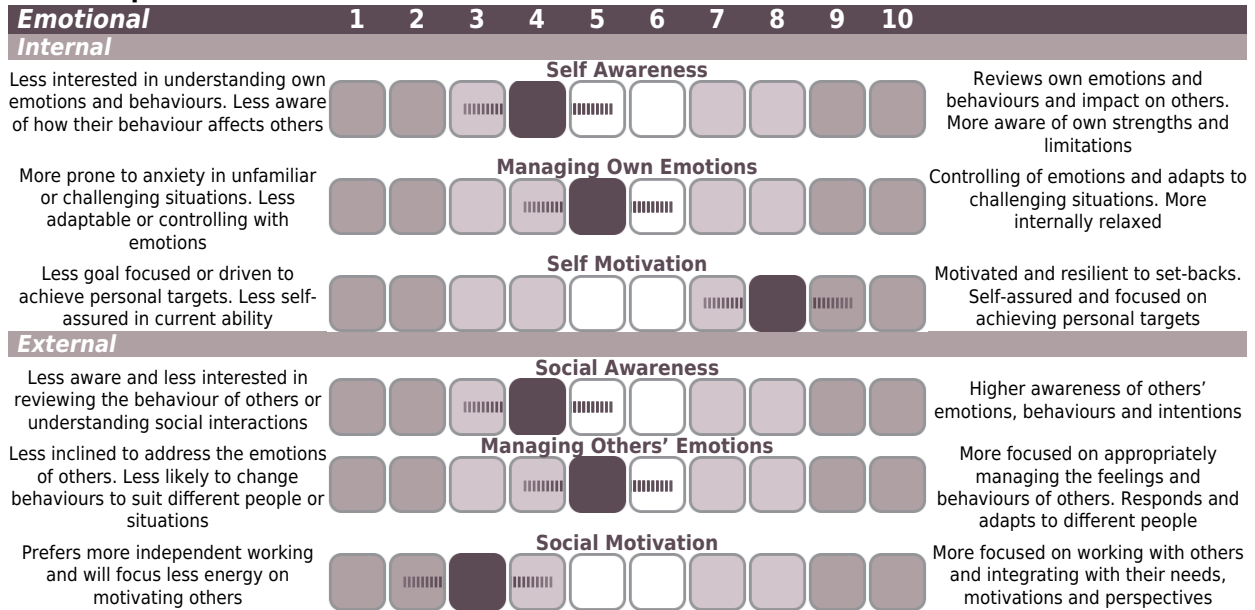 Emotional 1 2 3 4 5 6 7 8 9 10
Internal
Self Awareness
Less interested in understanding own
emotions and behaviours. Less aware
of how their behaviour affects others
Reviews own emotions and
behaviours and impact on others.
More aware of own strengths and
limitations
Managing Own Emotions
More prone to anxiety in unfamiliar
or challenging situations. Less
adaptable or controlling with
emotions
Controlling of emotions and adapts to
challenging situations. More
internally relaxed
Self Motivation
Less goal focused or driven to
achieve personal targets. Less self-
assured in current ability
Motivated and resilient to set-backs.
Self-assured and focused on
achieving personal targets
External
Social Awareness
Less aware and less interested in
reviewing the behaviour of others or
understanding social interactions
Higher awareness of others’
emotions, behaviours and intentions
Managing Others’ Emotions
Less inclined to address the emotions
of others. Less likely to change
behaviours to suit different people or
situations
More focused on appropriately
managing the feelings and
behaviours of others. Responds and
adapts to different people
Social Motivation
Prefers more independent working
and will focus less energy on
motivating others
More focused on working with others
and integrating with their needs,
motivations and perspectives